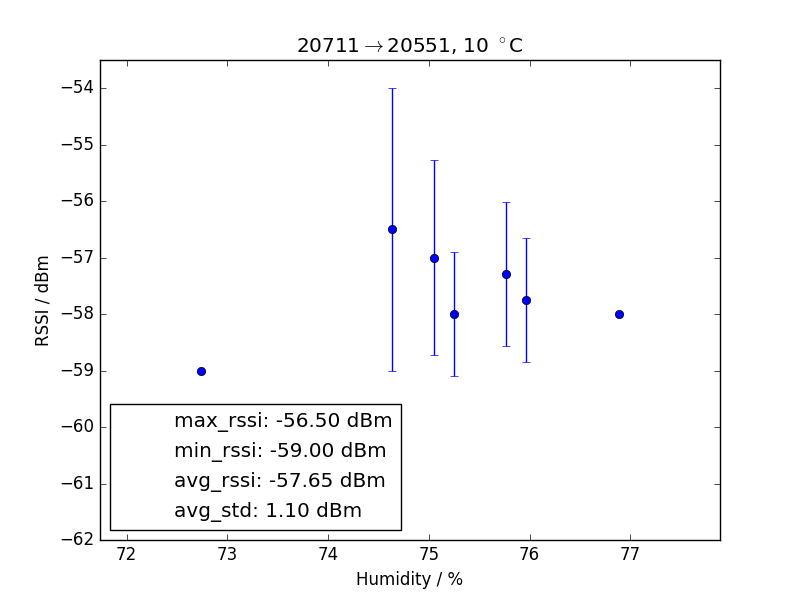 20711→20551, 10 °C
−54
−55
−56
−57
−58
−59
−60
−61
−62
RSSI / dBm
max_rssi: -56.50 dBm
min_rssi: -59.00 dBm
avg_rssi: -57.65 dBm
avg_std: 1.10 dBm
72 73 74 75 76 77
Humidity / %